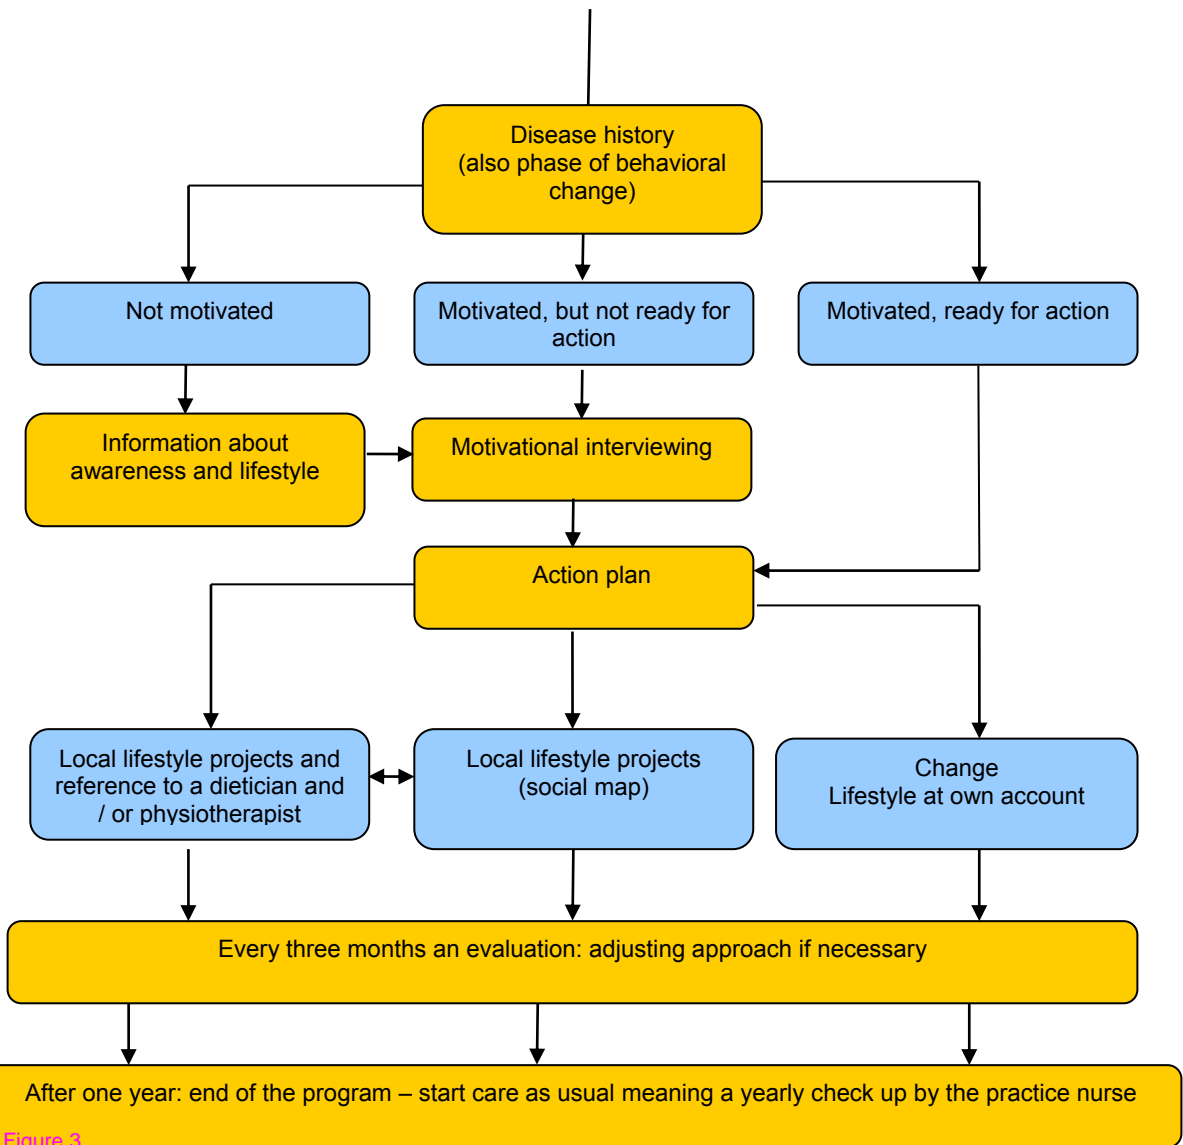 Disease history
(also phase of behavioral
change)
Not motivated
Motivated, but not ready for
action
Motivated, ready for action
Information about
awareness and lifestyle
Motivational interviewing
Action plan
Local lifestyle projects and
reference to a dietician and
/ or physiotherapist
Local lifestyle projects
(social map)
Change
Lifestyle at own account
Every three months an evaluation: adjusting approach if necessary
After one year: end of the program – start care as usual meaning a yearly check up by the practice nurse
Figure 3